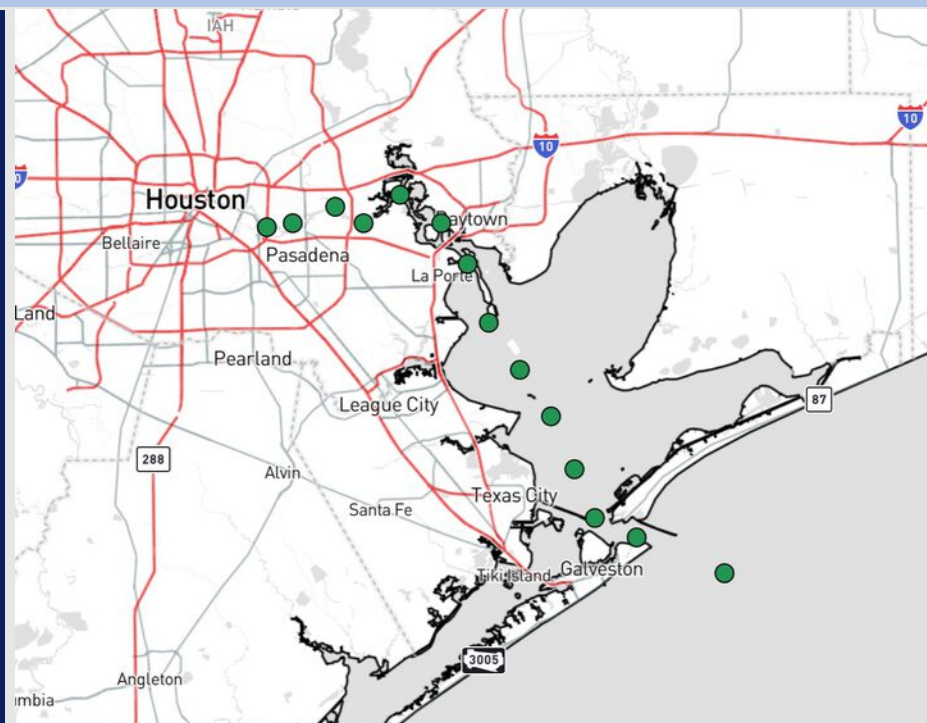 IAH
10
10
Houston
Baytown
Bellaire
Pasadena
La Porte
Land
Pearland
87
League City
288
Alvin
Texas City
Santa Fe
Tiki Island
Galveston
3005
Angleton
mbia